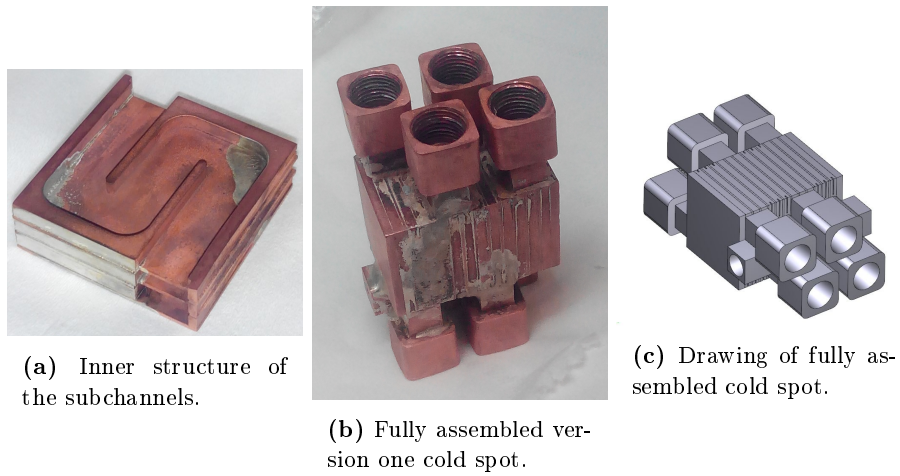 (a) Inner structure of
the subchannels.
(b) Fully assembled ver-
sion one cold spot.
(c) Drawing of fully as-
sembled cold spot.